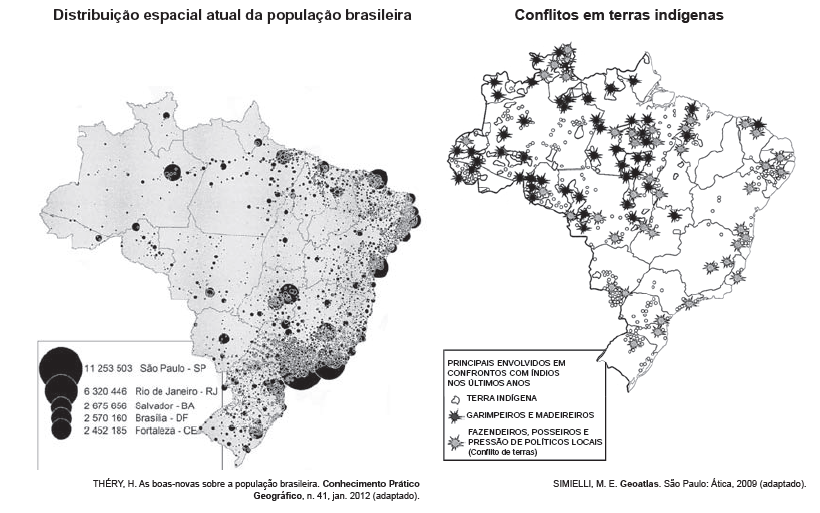 Distribuição espacial atual da população brasileira
11 253 503 São Paulo - SP
6 320 446 Rio de Janeiro - RJ
2 675 656 Salvador - BA
2 570 160 Brasília - DF
2 452 185 Fortaleza - CE
THÉRY, H. As boas-novas sobre a população brasileira. Conhecimento Prático
Geográfico, n. 41, jan. 2012 (adaptado).
Conflitos em terras indígenas
PRINCIPAIS ENVOLVIDOS EM
CONFRONTOS COM ÍNDIOS
NOS ÚLTIMOS ANOS
TERRA INDÍGENA
GARIMPEIROS E MADEIREIROS
FAZENDEIROS, POSSEIROS E
PRESSÃO DE POLÍTICOS LOCAIS
(Conflito de terras)
SIMIELLI, M. E. Geoatlas. São Paulo: Ática, 2009 (adaptado).